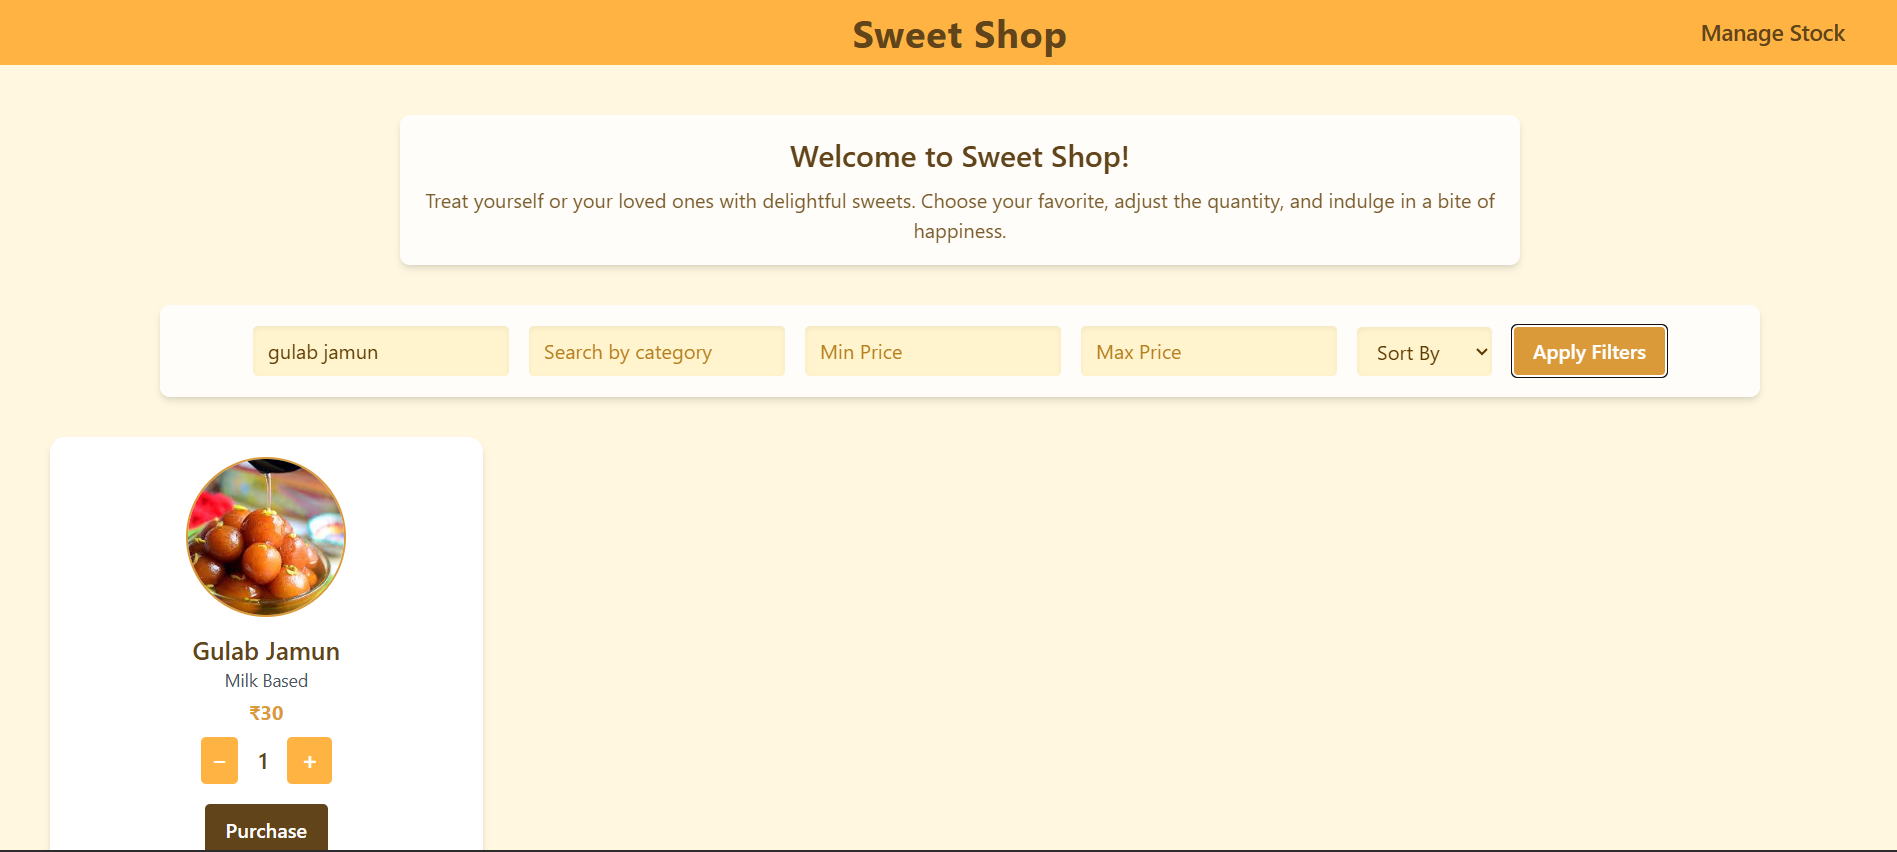 Sweet Shop
Manage Stock
Welcome to Sweet Shop!
Treat yourself or your loved ones with delightful sweets. Choose your favorite, adjust the quantity, and indulge in a bite of
happiness.
gulab jamun
Search by category
Min Price
Max Price
Sort By
Apply Filters
Gulab Jamun
Milk Based
₹30
− 1 +
Purchase